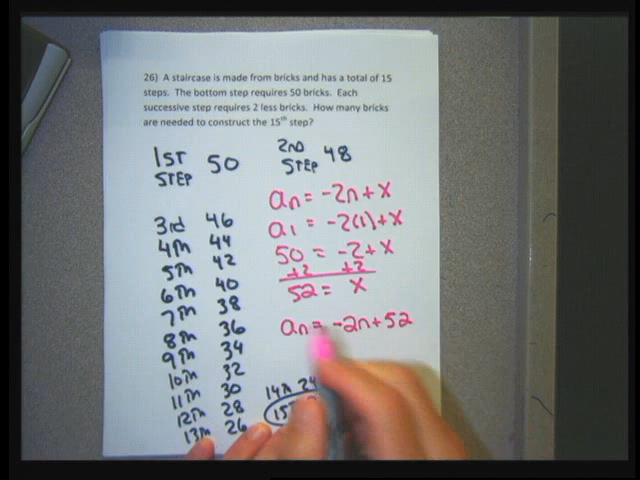 26) A staircase is made from bricks and has a total of 15
steps. The bottom step requires 50 bricks. Each
successive step requires 2 less bricks. How many bricks
are needed to construct the 15th step?
1ST STEP 50
2ND STEP 48
3rd 46
4th 44
5th 42
6th 40
7th 38
8th 36
9th 34
10th 32
11th 30
12th 28
13th 26
14th 24
an = -2n + x
a1 = -2(1) + x
50 = -2 + x
+2 +2
52 = x
an = -2n + 52